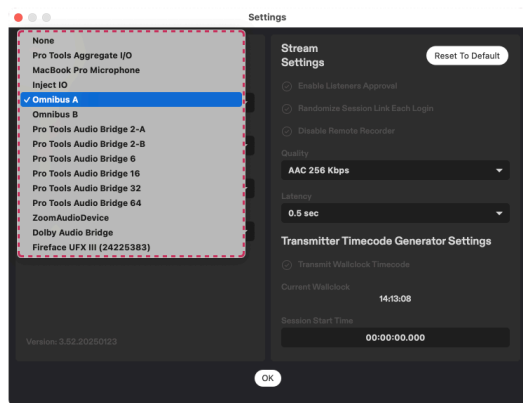 Settings
None
Pro Tools Aggregate I/O
MacBook Pro Microphone
Inject IO
✓ Omnibus A
Omnibus B
Pro Tools Audio Bridge 2-A
Pro Tools Audio Bridge 2-B
Pro Tools Audio Bridge 6
Pro Tools Audio Bridge 16
Pro Tools Audio Bridge 32
Pro Tools Audio Bridge 64
ZoomAudioDevice
Dolby Audio Bridge
Fireface UFX III (24225383)
Version: 3.52.20250123
Stream
Settings
Reset To Default
Enable Listeners Approval
Randomize Session Link Each Login
Disable Remote Recorder
Quality
AAC 256 Kbps
Latency
0.5 sec
Transmitter Timecode Generator Settings
Transmit Wallclock Timecode
Current Wallclock
14:13:08
Session Start Time
00:00:00.000
OK